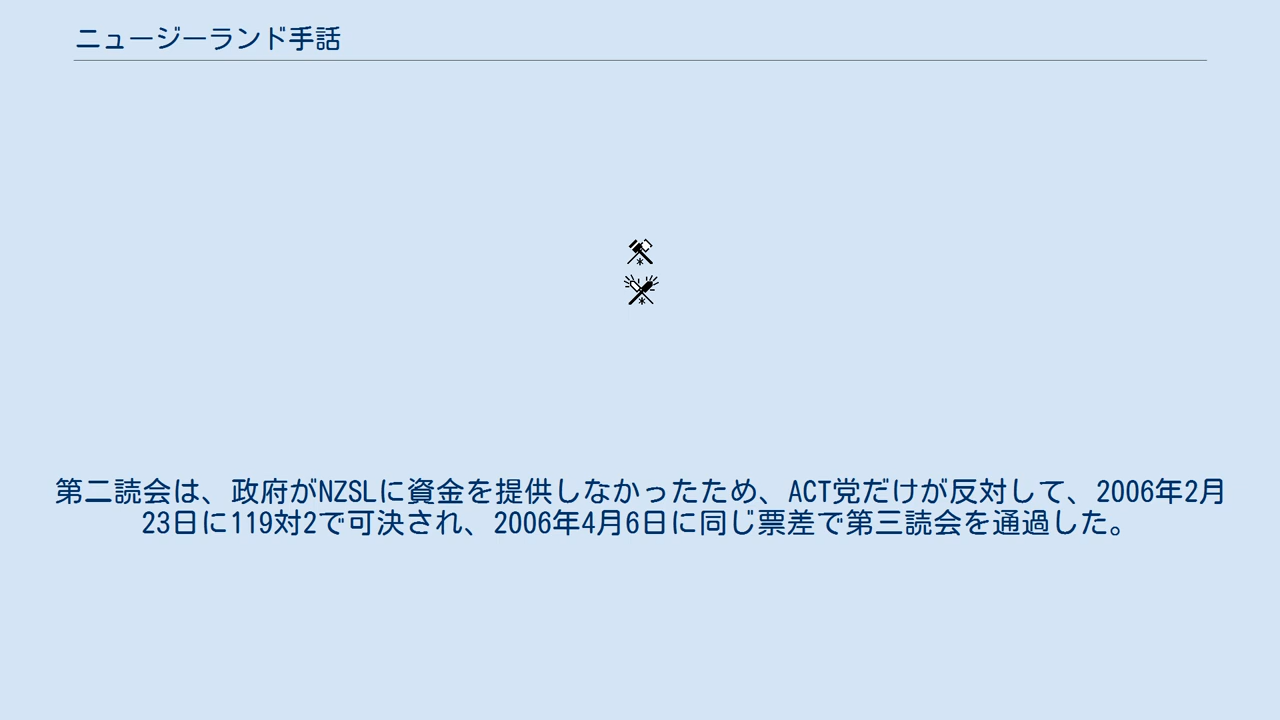 ニュージーランド手話
第二読会は、政府がNZSLに資金を提供しなかったため、ACT党だけが反対して、2006年2月
23日に119対2で可決され、2006年4月6日に同じ票差で第三読会を通過した。